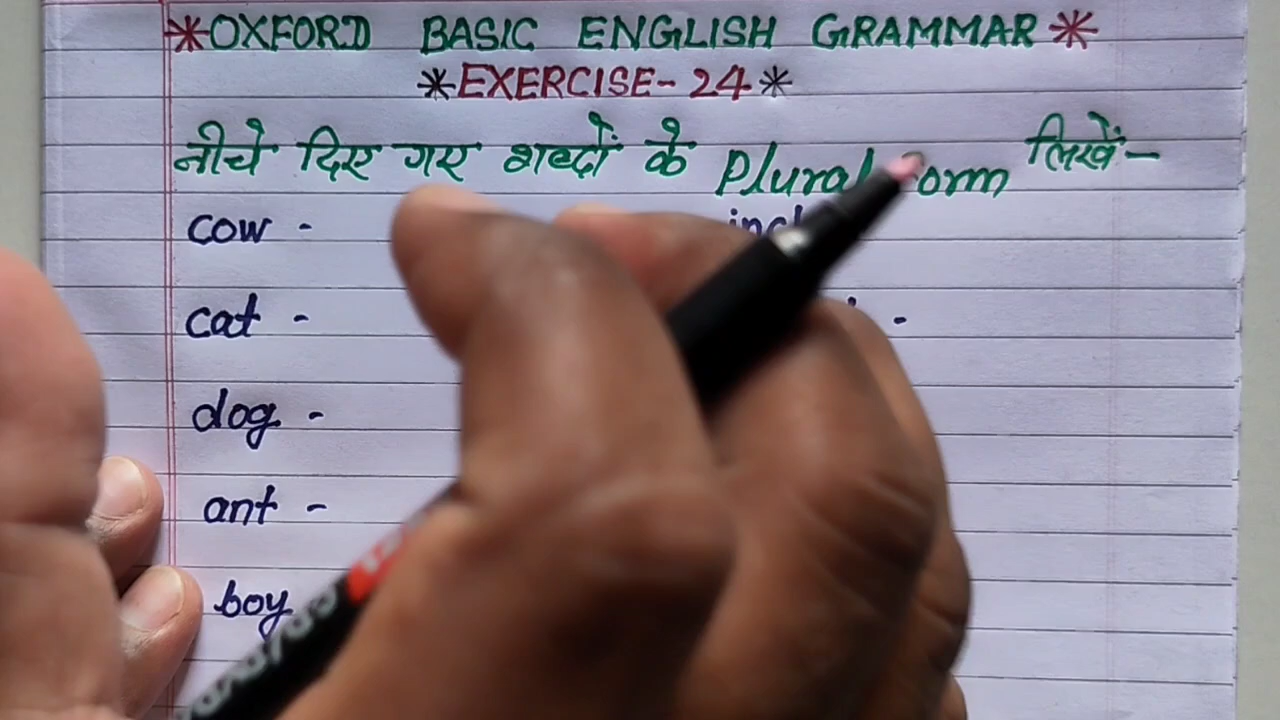 *OXFORD BASIC ENGLISH GRAMMAR*
*EXERCISE-24*
नीचे दिए गए शब्दों के Plural form लिखें-
cow -
cat -
dog -
ant -
boy